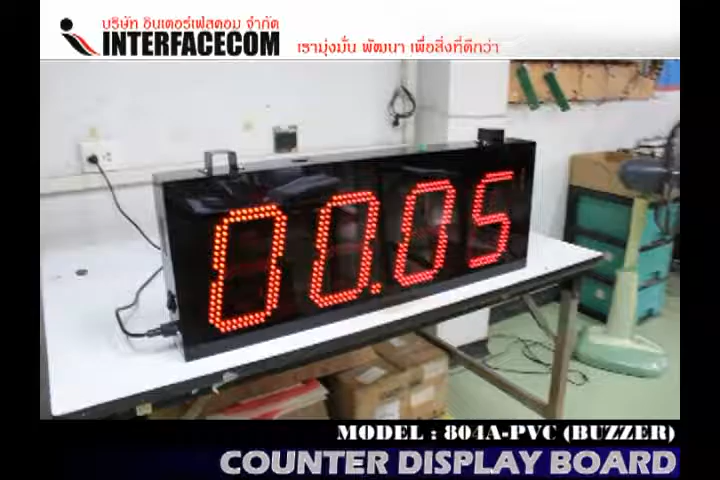 บริษัท อินเตอร์เฟสคอม จำกัด
INTERFACECOM เรามุ่งมั่น พัฒนา เพื่อสิ่งที่ดีกว่า
00.05
MODEL : 804A-PVC (BUZZER)
COUNTER DISPLAY BOARD